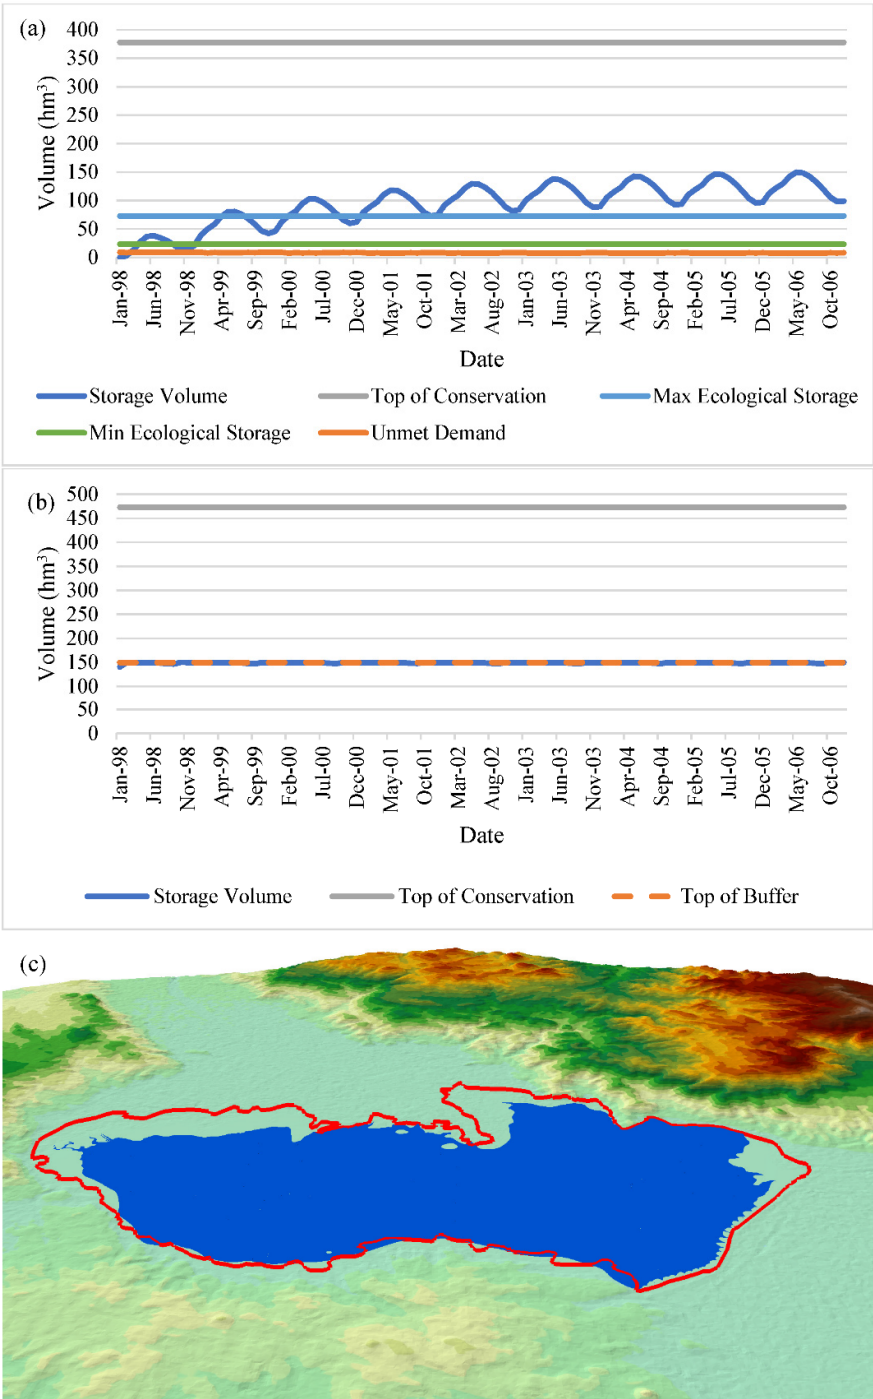 (a)
400
350
300
250
200
150
100
50
0
Volume (hm³)
Jan-98
Jun-98
Nov-98
Apr-99
Sep-99
Feb-00
Jul-00
Dec-00
May-01
Oct-01
Mar-02
Aug-02
Jan-03
Jun-03
Nov-03
Apr-04
Sep-04
Feb-05
Jul-05
Dec-05
May-06
Oct-06
Date
Storage Volume
Top of Conservation
Max Ecological Storage
Min Ecological Storage
Unmet Demand
(b)
500
450
400
350
300
250
200
150
100
50
0
Volume (hm³)
Jan-98
Jun-98
Nov-98
Apr-99
Sep-99
Feb-00
Jul-00
Dec-00
May-01
Oct-01
Mar-02
Aug-02
Jan-03
Jun-03
Nov-03
Apr-04
Sep-04
Feb-05
Jul-05
Dec-05
May-06
Oct-06
Date
Storage Volume
Top of Conservation
Top of Buffer
(c)